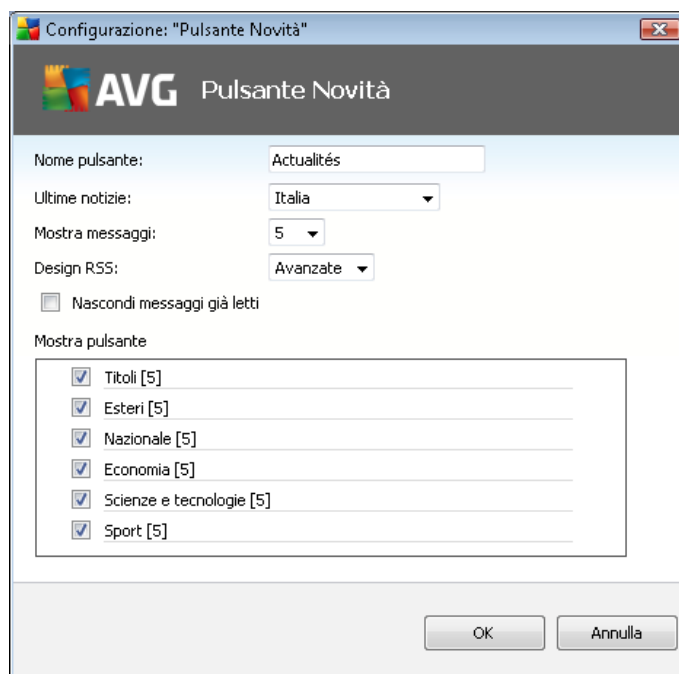 Configurazione: "Pulsante Novità"
AVG Pulsante Novità
Nome pulsante: Actualités
Ultime notizie: Italia
Mostra messaggi: 5
Design RSS: Avanzate
Nascondi messaggi già letti
Mostra pulsante
Titoli [5]
Esteri [5]
Nazionale [5]
Economia [5]
Scienze e tecnologie [5]
Sport [5]
OK Annulla